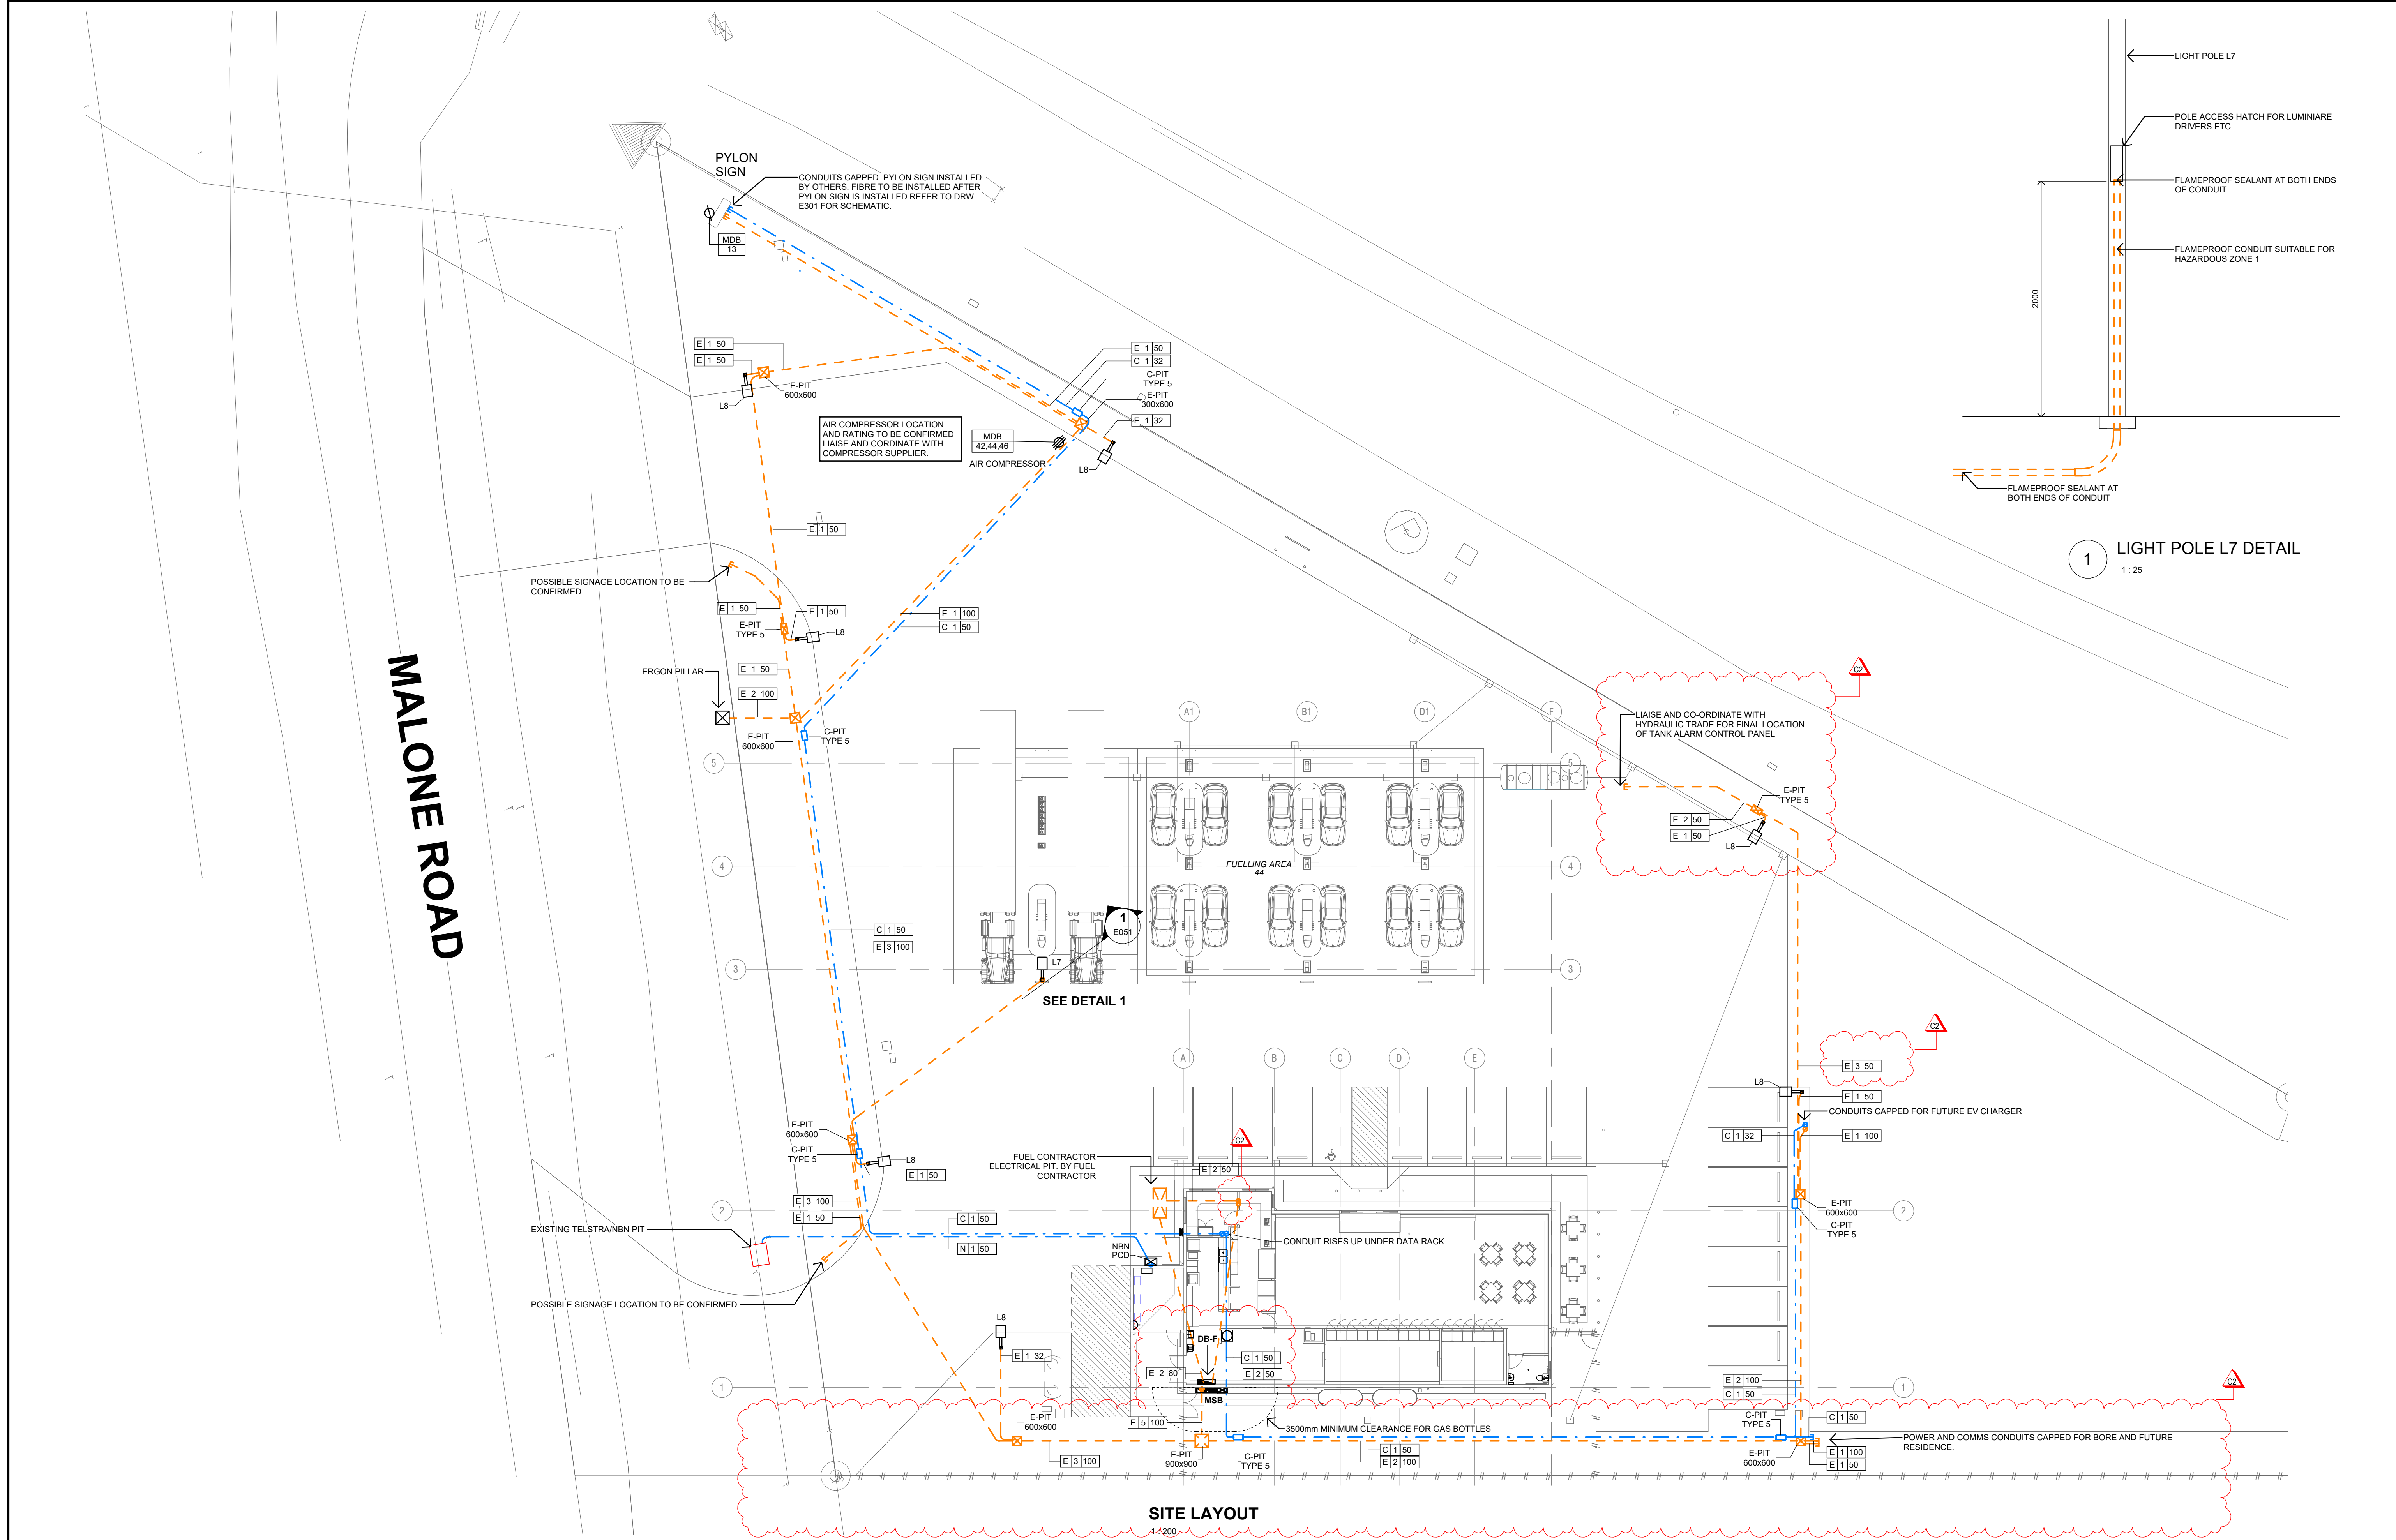 LIGHT POLE L7
POLE ACCESS HATCH FOR LUMINIARE
DRIVERS ETC.
FLAMEPROOF SEALANT AT BOTH ENDS
OF CONDUIT
FLAMEPROOF CONDUIT SUITABLE FOR
HAZARDOUS ZONE 1
2000
FLAMEPROOF SEALANT AT
BOTH ENDS OF CONDUIT
1
LIGHT POLE L7 DETAIL
1 : 25
PYLON
SIGN
CONDUITS CAPPED. PYLON SIGN INSTALLED
BY OTHERS. FIBRE TO BE INSTALLED AFTER
PYLON SIGN IS INSTALLED REFER TO DRW
E301 FOR SCHEMATIC.
MDB
13
E 1 50
E 1 50
E-PIT
600x600
L8
E 1 50
C 1 32
C-PIT
TYPE 5
E-PIT
300x600
E 1 32
AIR COMPRESSOR LOCATION
AND RATING TO BE CONFIRMED
LIAISE AND CORDINATE WITH
COMPRESSOR SUPPLIER.
MDB
42,44,46
AIR COMPRESSOR
L8
E 1 50
POSSIBLE SIGNAGE LOCATION TO BE
CONFIRMED
E 1 50
E 1 50
E-PIT
TYPE 5
L8
E 1 100
C 1 50
ERGON PILLAR
E 1 50
E 2 100
E-PIT
600x600
C-PIT
TYPE 5
MALONE ROAD
A1
B1
D1
F
5
5
4
4
3
3
FUELLING AREA
44
C 1 50
E 3 100
1
E051
L7
SEE DETAIL 1
C2
LIAISE AND CO-ORDINATE WITH
HYDRAULIC TRADE FOR FINAL LOCATION
OF TANK ALARM CONTROL PANEL
E-PIT
TYPE 5
E 2 50
E 1 50
L8
C2
E 3 50
L8
E 1 50
CONDUITS CAPPED FOR FUTURE EV CHARGER
C 1 32
E 1 100
A
B
C
D
E
E-PIT
600x600
C-PIT
TYPE 5
L8
E 1 50
FUEL CONTRACTOR
ELECTRICAL PIT. BY FUEL
CONTRACTOR
C2
E 2 50
E 3 100
E 1 50
2
2
E-PIT
600x600
C-PIT
TYPE 5
EXISTING TELSTRA/NBN PIT
C 1 50
N 1 50
NBN
PCD
CONDUIT RISES UP UNDER DATA RACK
POSSIBLE SIGNAGE LOCATION TO BE CONFIRMED
L8
E 1 32
DB-F
C 1 50
E 2 80
E 2 50
MSB
1
1
E 2 100
C 1 50
C2
E-PIT
600x600
E 5 100
3500mm MINIMUM CLEARANCE FOR GAS BOTTLES
C-PIT
TYPE 5
C 1 50
POWER AND COMMS CONDUITS CAPPED FOR BORE AND FUTURE
RESIDENCE.
E 3 100
E-PIT
900x900
C-PIT
TYPE 5
C 1 50
E 2 100
E-PIT
600x600
E 1 100
E 1 50
SITE LAYOUT
1 : 200